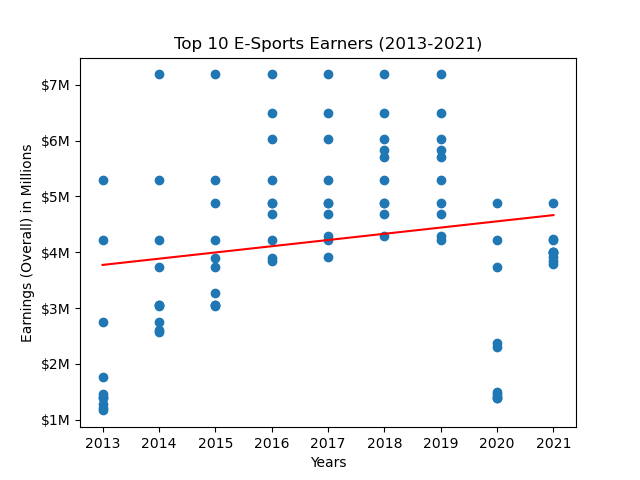 Top 10 E-Sports Earners (2013-2021)
Earnings (Overall) in Millions
$7M
$6M
$5M
$4M
$3M
$2M
$1M
2013 2014 2015 2016 2017 2018 2019 2020 2021
Years